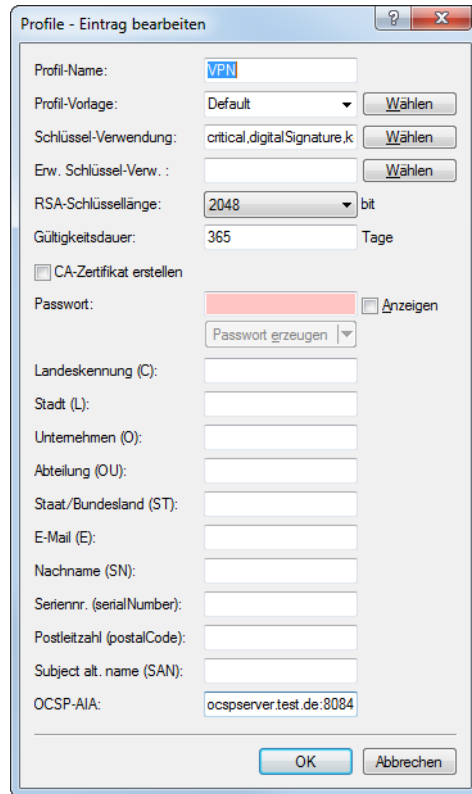 Profile - Eintrag bearbeiten
Profil-Name: VPN
Profil-Vorlage: Default Wählen
Schlüssel-Verwendung: critical,digitalSignature,k Wählen
Erw. Schlüssel-Verw. : Wählen
RSA-Schlüssellänge: 2048 bit
Gültigkeitsdauer: 365 Tage
CA-Zertifikat erstellen
Passwort: Anzeigen
Passwort erzeugen
Landeskennung (C):
Stadt (L):
Unternehmen (O):
Abteilung (OU):
Staat/Bundesland (ST):
E-Mail (E):
Nachname (SN):
Seriennr. (serialNumber):
Postleitzahl (postalCode):
Subject alt. name (SAN):
OCSP-AIA: ocspserver.test.de:8084
OK Abbrechen